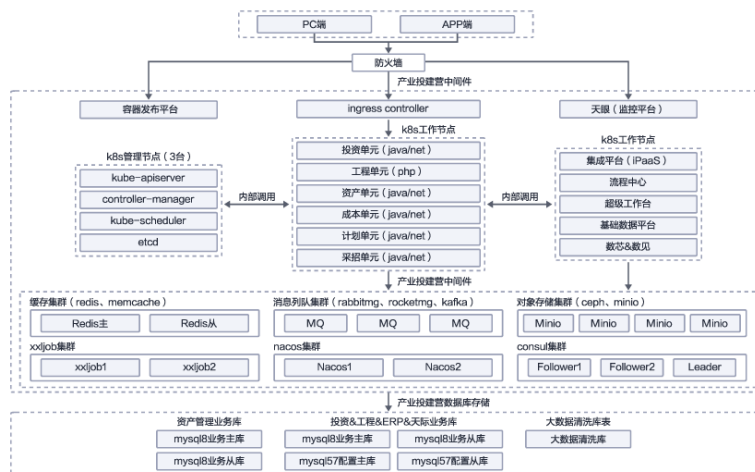 PC端 APP端
防火墙
产业投建营中间件
容器发布平台 ingress controller 天眼（监控平台）
k8s工作节点
k8s管理节点（3台）
kube-apiserver
controller-manager
kube-scheduler
etcd
内部调用
投资单元（java/net）
工程单元（php）
资产单元（java/net）
成本单元（java/net）
计划单元（java/net）
采招单元（java/net）
内部调用
k8s工作节点
集成平台（iPaaS）
流程中心
超级工作台
基础数据平台
数芯&数见
产业投建营中间件
缓存集群（redis、memcache） 消息列队集群（rabbitmg、rocketmg、kafka） 对象存储集群（ceph、minio）
Redis主 Redis从 MQ MQ MQ Minio Minio Minio Minio
xxljob集群 nacos集群 consul集群
xxljob1 xxljob2 Nacos1 Nacos2 Follower1 Follower2 Leader
产业投建营数据库存储
资产管理业务库 投资&工程&ERP&天际业务库 大数据清洗库表
mysql8业务主库 mysql8业务主库 mysql8业务从库 大数据清洗库
mysql8业务从库 mysql57配置主库 mysql57配置从库